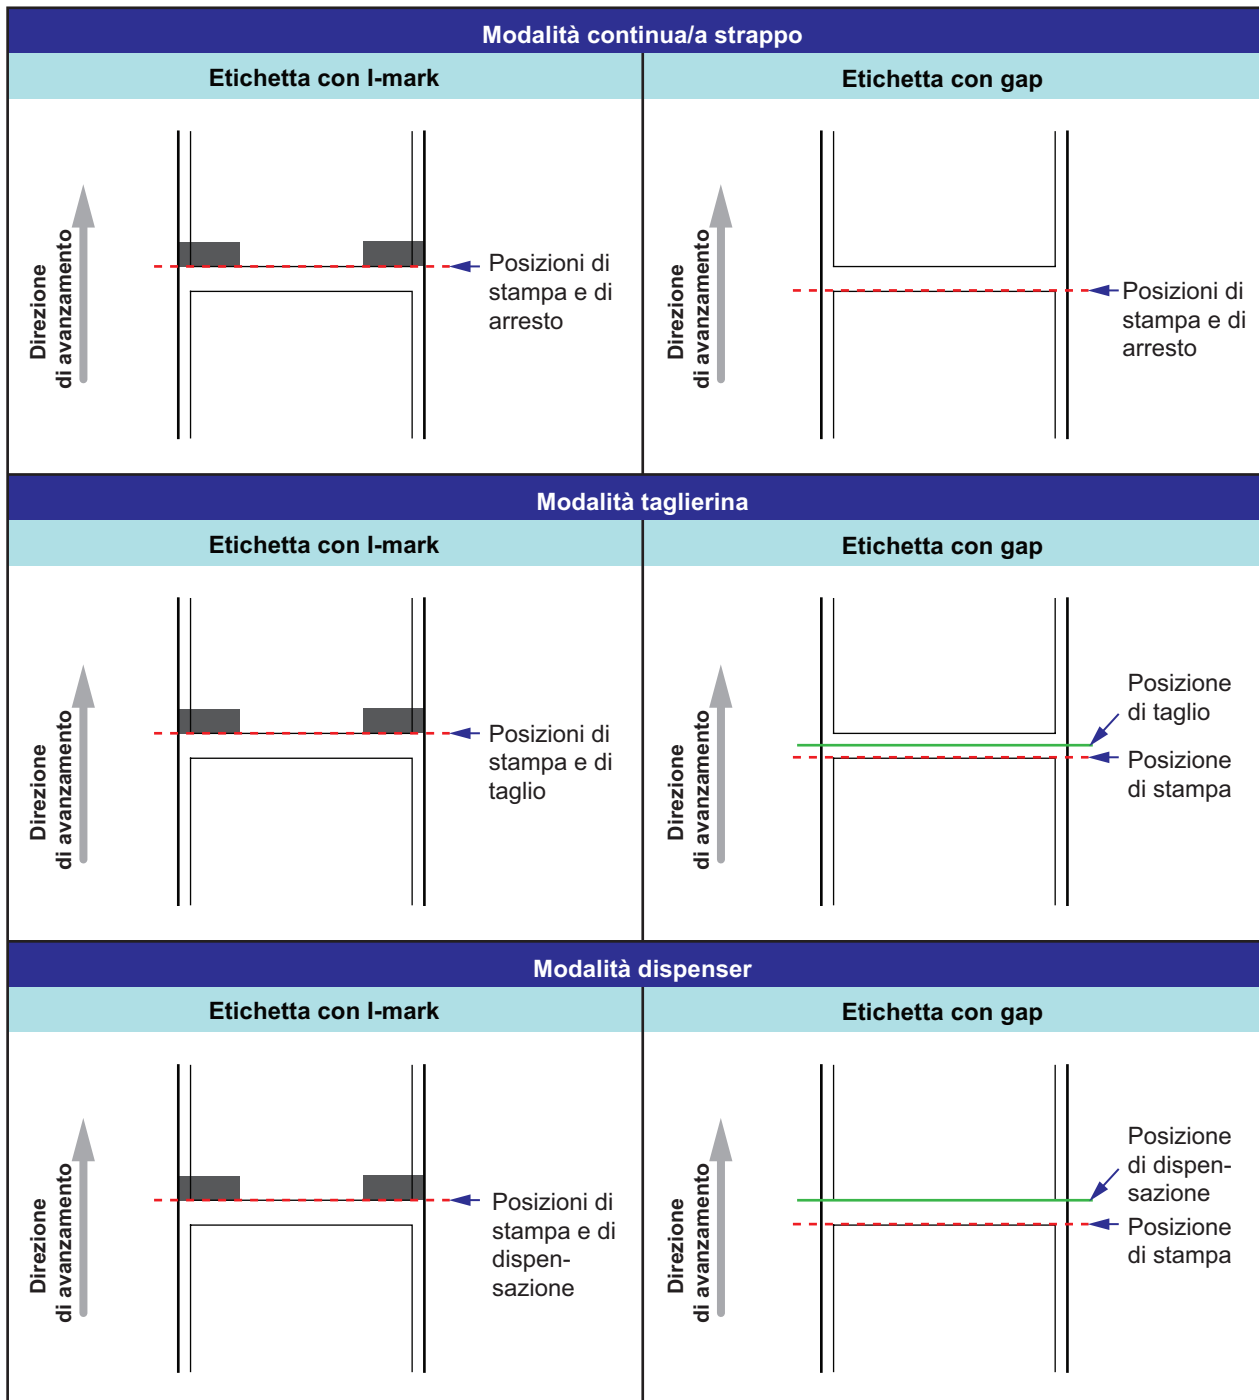 Modalità continua/a strappo
Etichetta con I-mark
Etichetta con gap
Direzione
di avanzamento
Posizioni di
stampa e di
arresto
Direzione
di avanzamento
Posizioni di
stampa e di
arresto
Modalità taglierina
Etichetta con I-mark
Etichetta con gap
Direzione
di avanzamento
Posizioni di
stampa e di
taglio
Direzione
di avanzamento
Posizione
di taglio
Posizione
di stampa
Modalità dispenser
Etichetta con I-mark
Etichetta con gap
Direzione
di avanzamento
Posizioni di
stampa e di
dispen-
sazione
Direzione
di avanzamento
Posizione
di dispen-
sazione
Posizione
di stampa